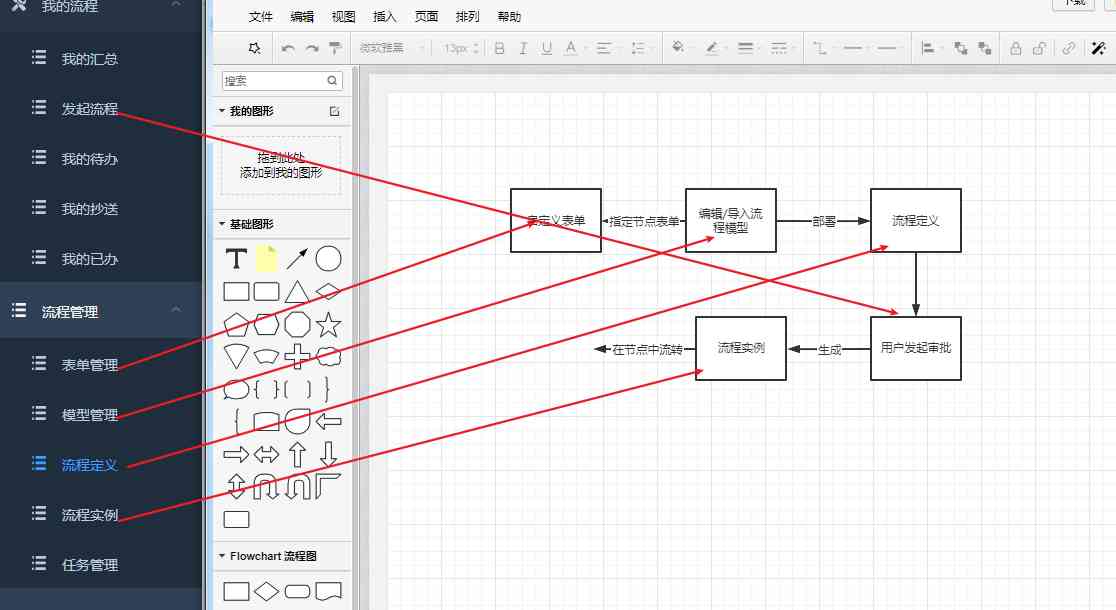 我的流程
我的汇总
发起流程
我的待办
我的抄送
我的已办
流程管理
表单管理
模型管理
流程定义
流程实例
任务管理
文件 编辑 视图 插入 页面 排列 帮助
下载
微软雅黑 13px B I U A
搜索
我的图形
拖到此处
添加到我的图形
基础图形
T
Flowchart 流程图
自定义表单
指定节点表单
编辑/导入流
程模型
部署
流程定义
在节点中流转
流程实例
生成
用户发起审批